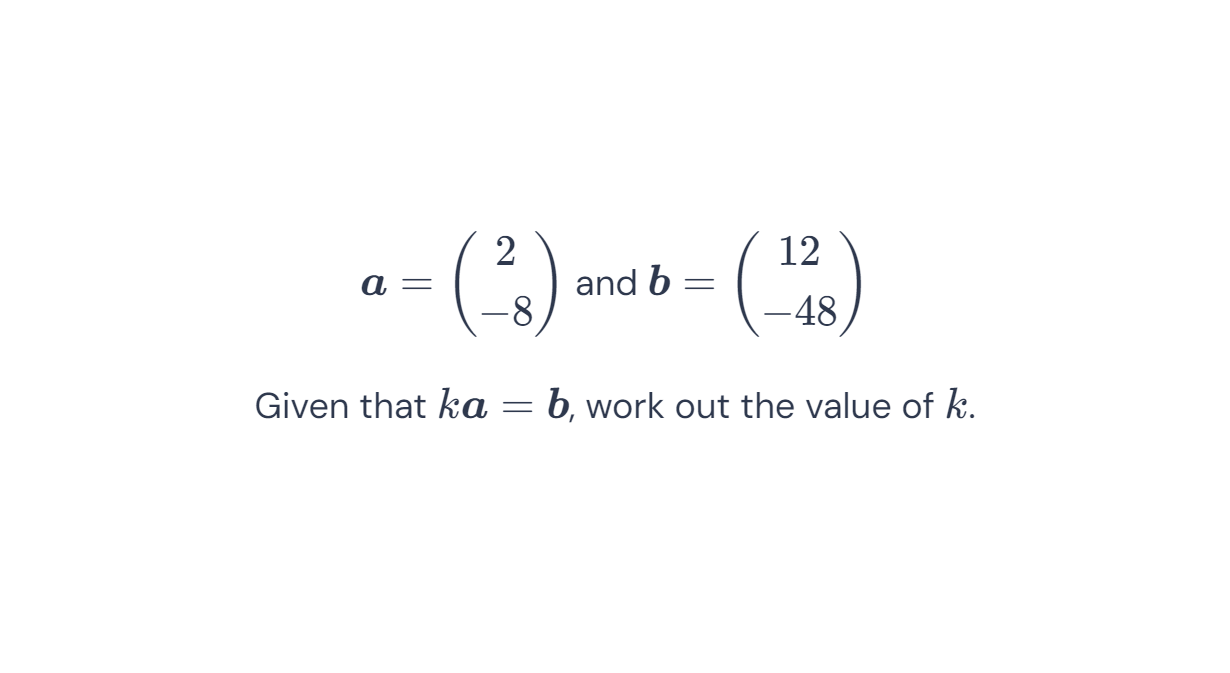 a = (2 −8) and b = (12 −48)
Given that ka = b, work out the value of k.